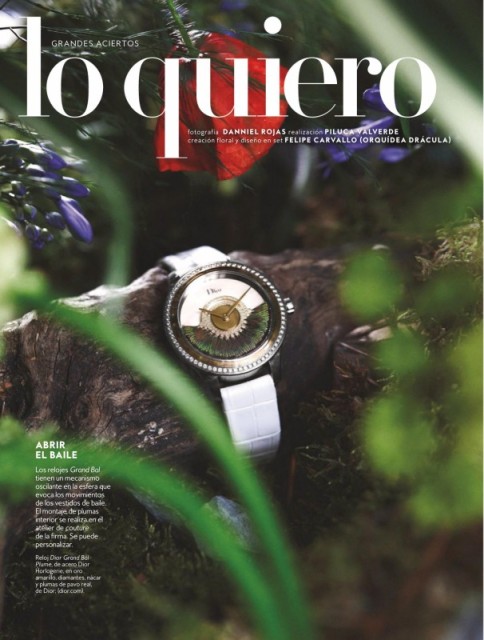 GRANDES ACIERTOS
lo quiero
fotografía DANNIEL ROJAS realización PILUCA VALVERDE
creación floral y diseño en set FELIPE CARVALLO (ORQUÍDEA DRÁCULA)
Dior
ABRIR
EL BAILE
Los relojes Grand Bal
tienen un mecanismo
oscilante en la esfera que
evoca los movimientos
de los vestidos de baile.
El montaje de plumas
interior se realiza en el
atelier de couture
de la firma. Se puede
personalizar.
Reloj Dior Grand Bal
Plume, de acero Dior
Horlogerie, en oro
amarillo, diamantes, nácar
y plumas de pavo real,
de Dior; (dior.com).